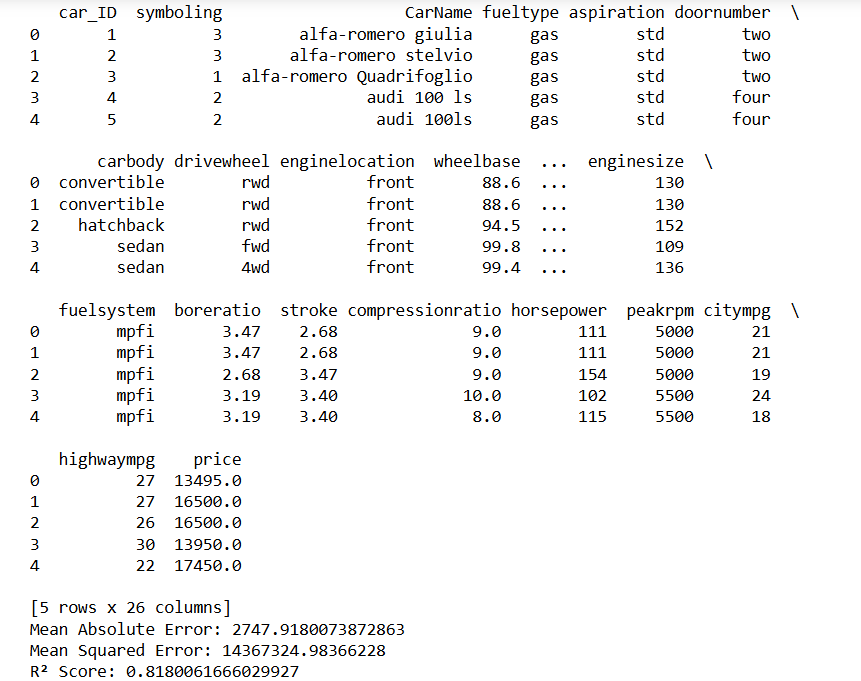 car_ID symboling CarName fueltype aspiration doornumber \
0 1 3 alfa-romero giulia gas std two
1 2 3 alfa-romero stelvio gas std two
2 3 1 alfa-romero Quadrifoglio gas std two
3 4 2 audi 100 ls gas std four
4 5 2 audi 100ls gas std four
carbody drivewheel enginelocation wheelbase ... enginesize \
0 convertible rwd front 88.6 ... 130
1 convertible rwd front 88.6 ... 130
2 hatchback rwd front 94.5 ... 152
3 sedan fwd front 99.8 ... 109
4 sedan 4wd front 99.4 ... 136
fuelsystem boreratio stroke compressionratio horsepower peakrpm citympg \
0 mpfi 3.47 2.68 9.0 111 5000 21
1 mpfi 3.47 2.68 9.0 111 5000 21
2 mpfi 2.68 3.47 9.0 154 5000 19
3 mpfi 3.19 3.40 10.0 102 5500 24
4 mpfi 3.19 3.40 8.0 115 5500 18
highwaympg price
0 27 13495.0
1 27 16500.0
2 26 16500.0
3 30 13950.0
4 22 17450.0
[5 rows x 26 columns]
Mean Absolute Error: 2747.9180073872863
Mean Squared Error: 14367324.98366228
R² Score: 0.8180061666029927